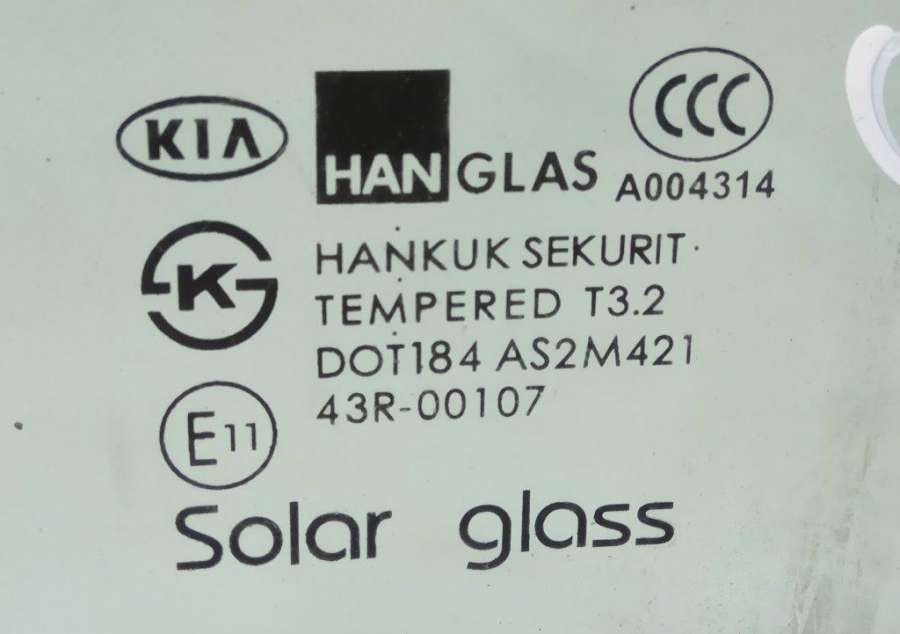 KIA HANGLAS CCC
A004314
K
HANKUK SEKURIT
TEMPERED T3.2
DOT184 AS2M421
43R-00107
E11
Solar glass